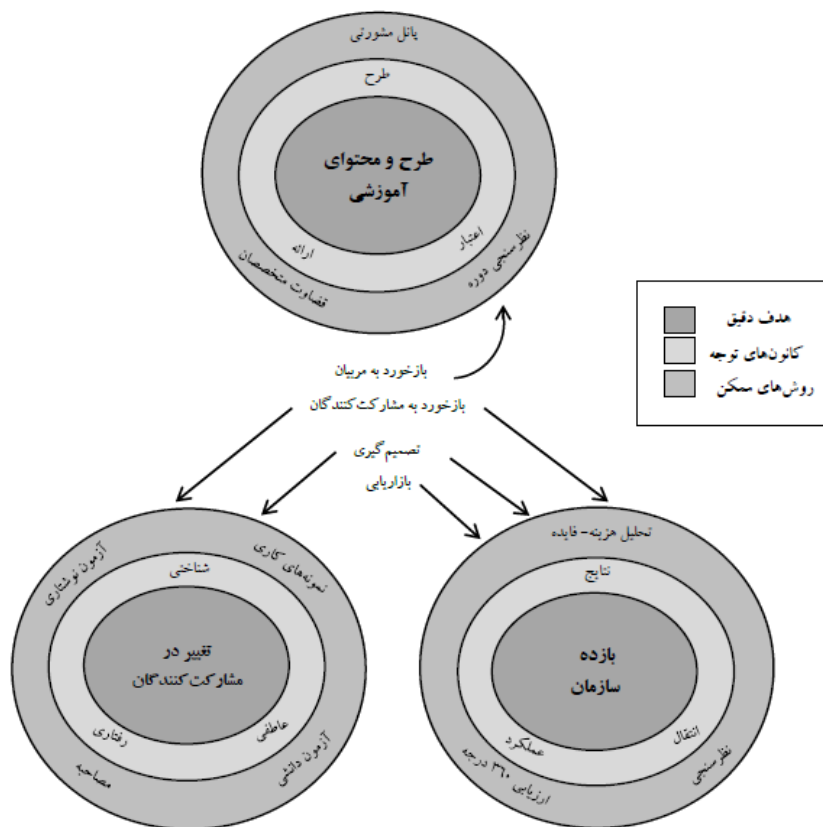 پانل مشورتی
طرح
طرح و محتوای
آموزشی
ارائه
اعتبار
قضاوت متخصصان
نظرسنجی دوره
هدف دقیق
کانون‌های توجه
روش‌های ممکن
بازخورد به مربیان
بازخورد به مشارکت‌کنندگان
تصمیم‌گیری
بازاریابی
تحلیل هزینه- فایده
نتایج
بازده
سازمان
انتقال
عملکرد
نظرسنجی
ارزیابی ۳۶۰ درجه
نمونه‌های کاری
آزمون نوشتاری
شناختی
تغییر در
مشارکت‌کنندگان
عاطفی
رفتاری
آزمون دانشی
مصاحبه